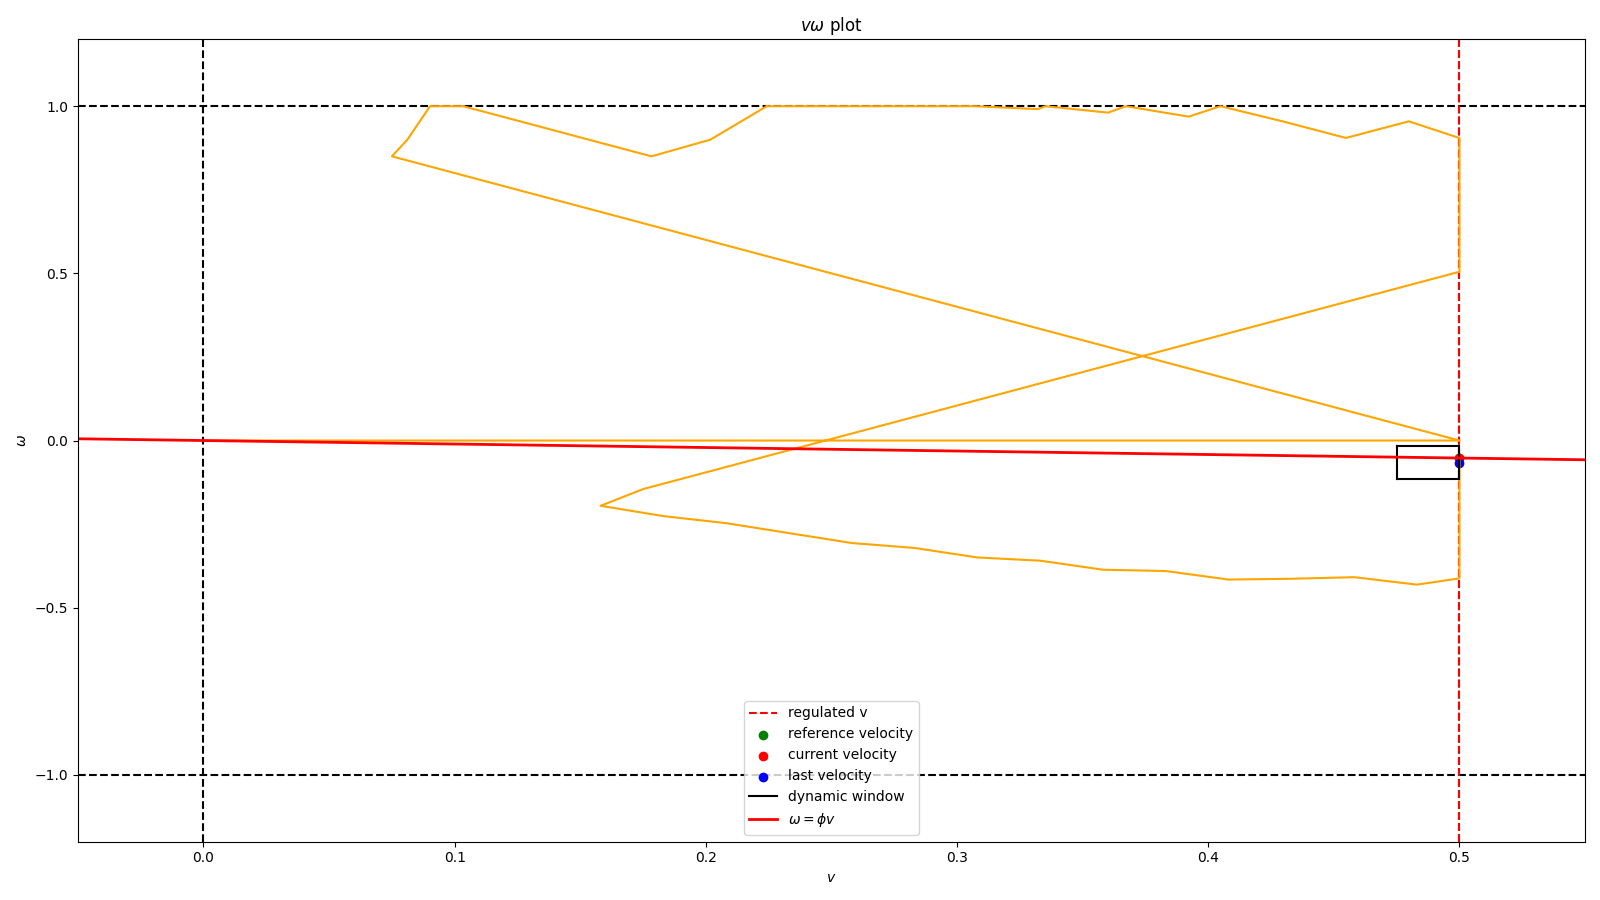 vω plot
1.0
0.5
0.0
−0.5
−1.0
ω
0.0 0.1 0.2 0.3 0.4 0.5
v
regulated v
reference velocity
current velocity
last velocity
dynamic window
ω = ϕv